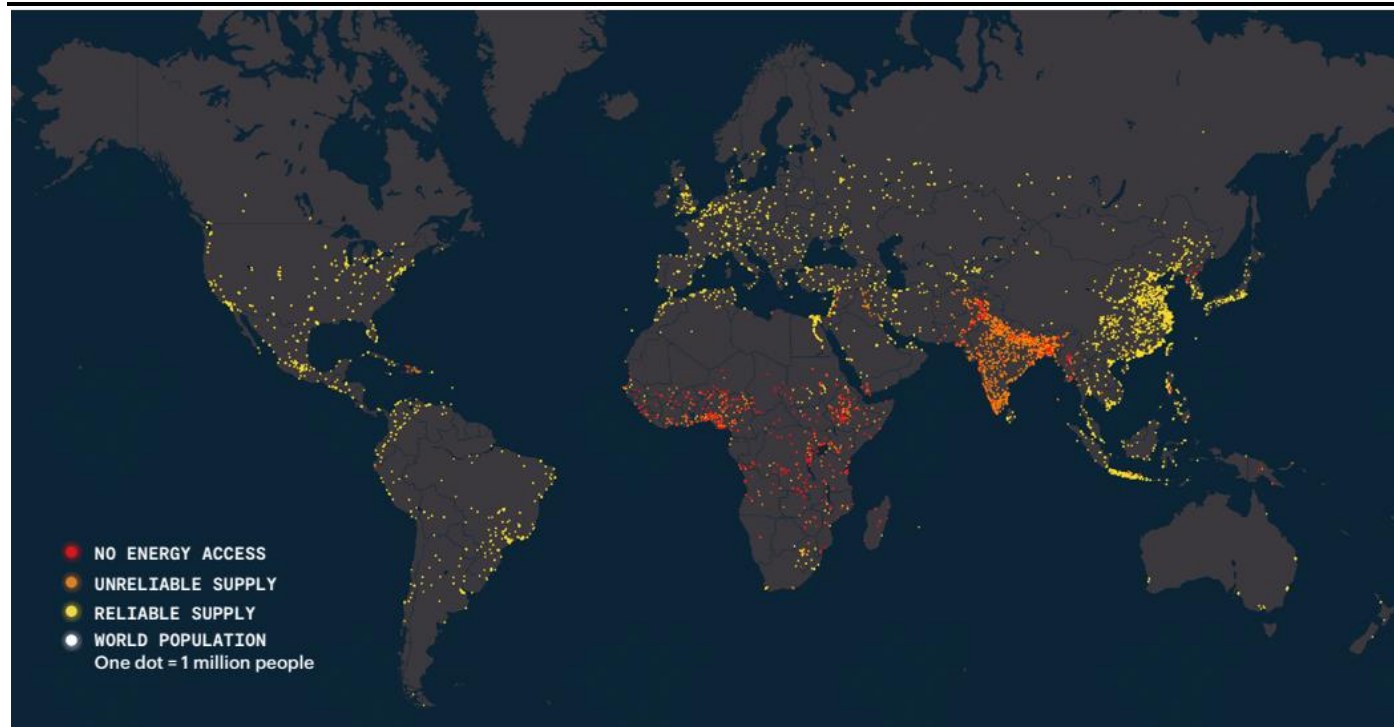 NO ENERGY ACCESS
UNRELIABLE SUPPLY
RELIABLE SUPPLY
WORLD POPULATION
One dot = 1 million people